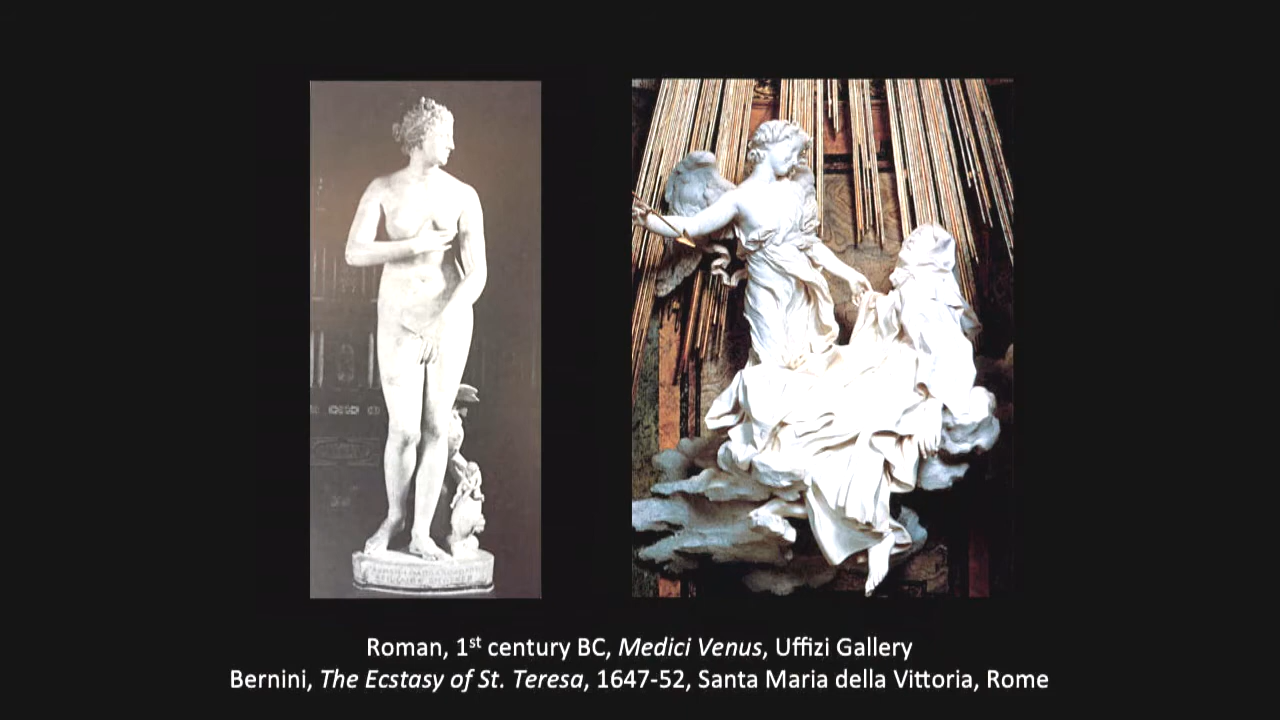 Roman, 1st century BC, Medici Venus, Uffizi Gallery
Bernini, The Ecstasy of St. Teresa, 1647-52, Santa Maria della Vittoria, Rome